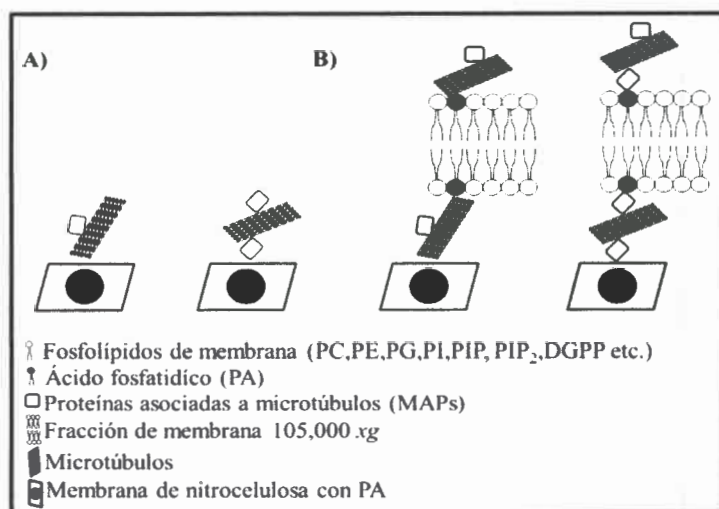 A)
B)
Fosfolípidos de membrana (PC,PE,PG,PI,PIP, PIP₂,DGPP etc.)
Ácido fosfatidíco (PA)
Proteínas asociadas a microtúbulos (MAPs)
Fracción de membrana 105,000 xg
Microtúbulos
Membrana de nitrocelulosa con PA